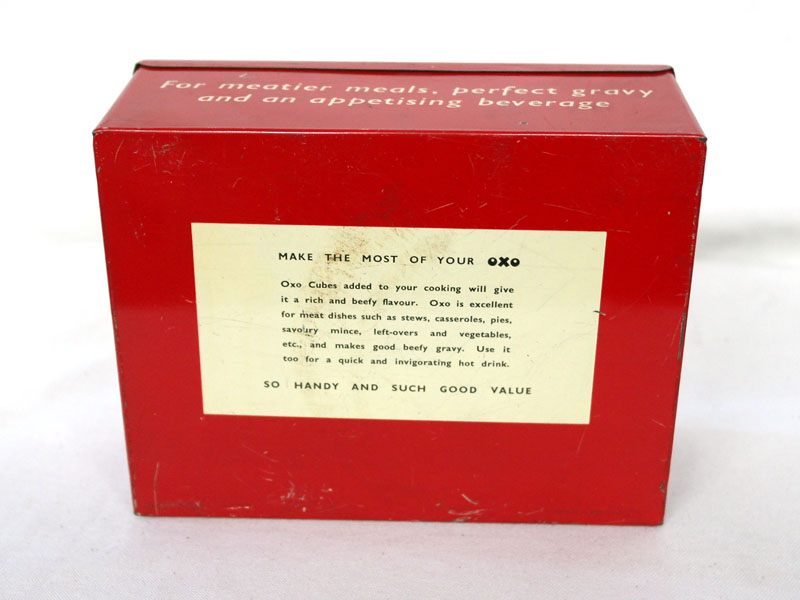 For meatier meals, perfect gravy
and an appetising beverage
MAKE THE MOST OF YOUR OXO
Oxo Cubes added to your cooking will give
it a rich and beefy flavour. Oxo is excellent
for meat dishes such as stews, casseroles, pies,
savoury mince, left-overs and vegetables,
etc., and makes good beefy gravy. Use it
too for a quick and invigorating hot drink.
SO HANDY AND SUCH GOOD VALUE